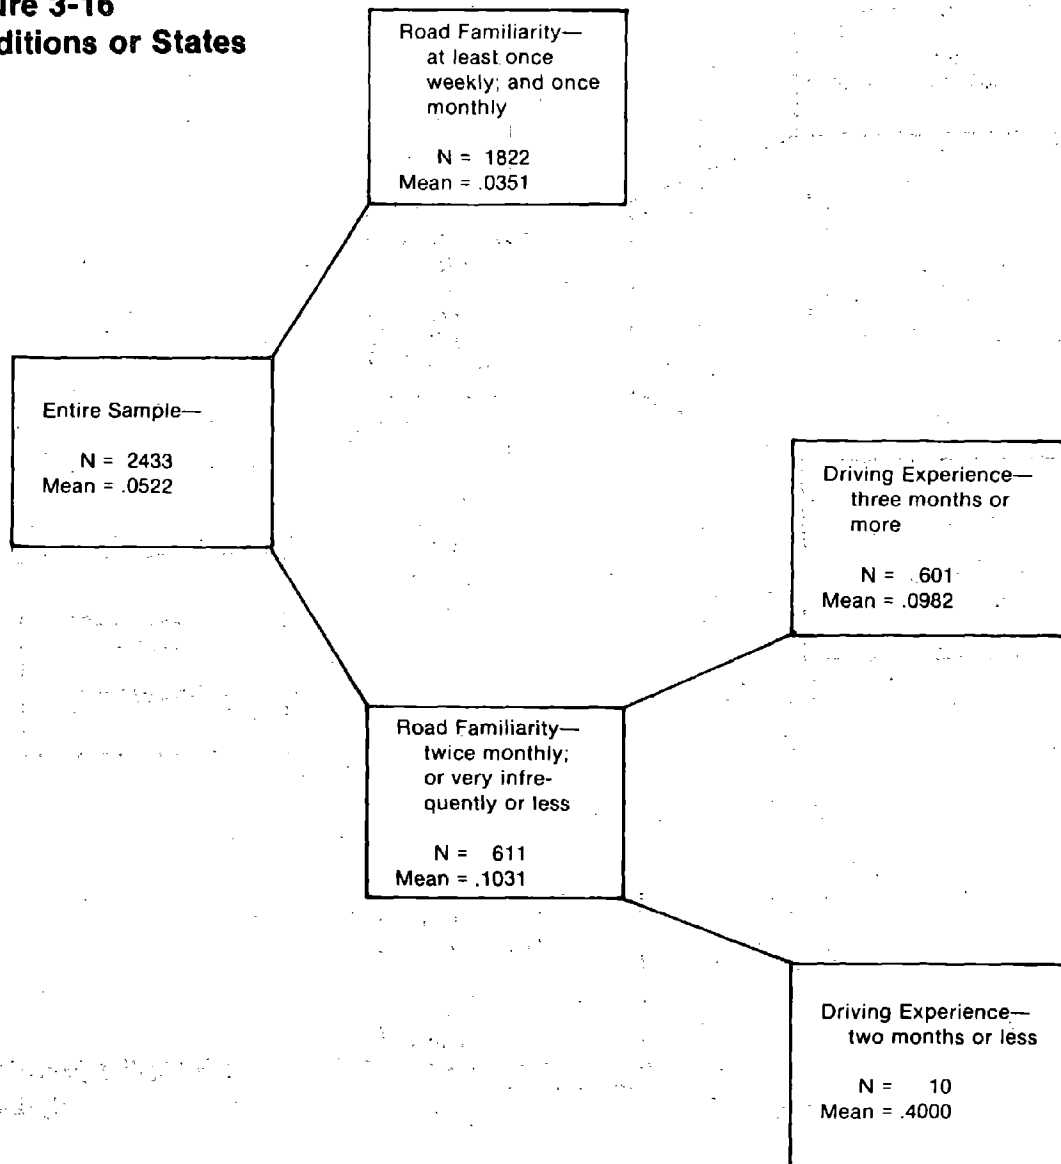 ure 3-16
ditions or States
Road Familiarity—
at least once
weekly; and once
monthly
N = 1822
Mean = .0351
Entire Sample—
N = 2433
Mean = .0522
Driving Experience—
three months or
more
N = 601
Mean = .0982
Road Familiarity—
twice monthly;
or very infre-
quently or less
N = 611
Mean = .1031
Driving Experience—
two months or less
N = 10
Mean = .4000